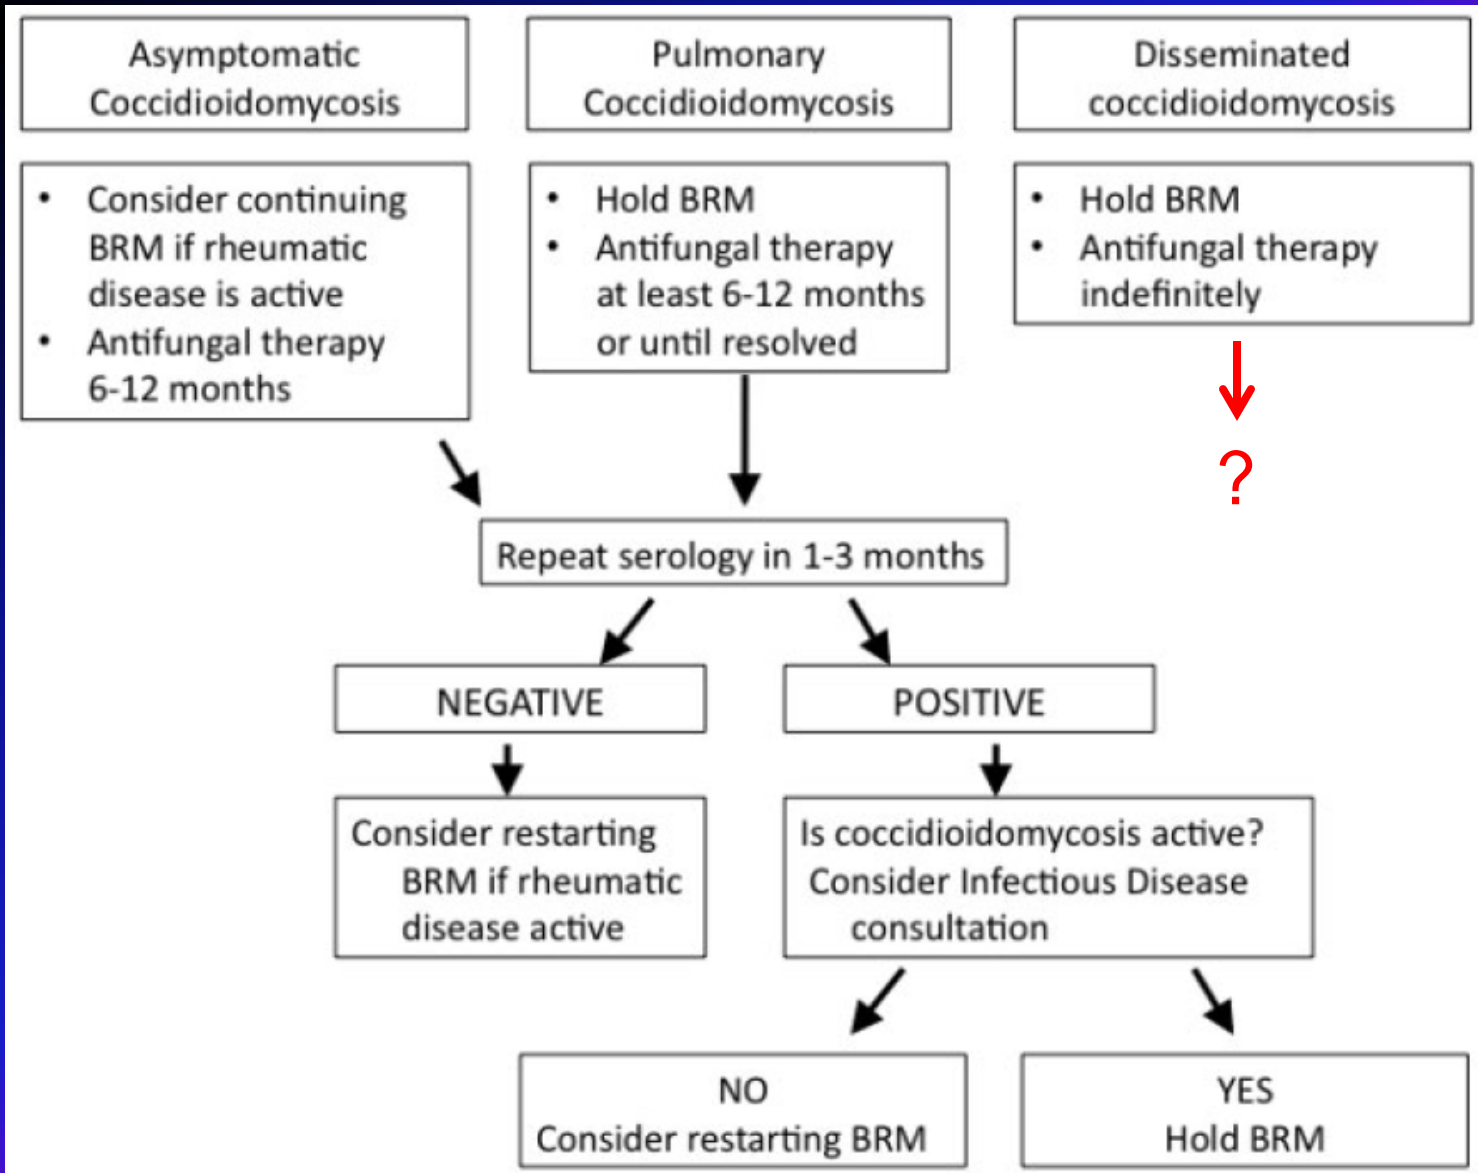 Asymptomatic
Coccidioidomycosis
• Consider continuing
BRM if rheumatic
disease is active
• Antifungal therapy
6-12 months
Pulmonary
Coccidioidomycosis
• Hold BRM
• Antifungal therapy
at least 6-12 months
or until resolved
Disseminated
coccidioidomycosis
• Hold BRM
• Antifungal therapy
indefinitely
?
Repeat serology in 1-3 months
NEGATIVE
Consider restarting
BRM if rheumatic
disease active
POSITIVE
Is coccidioidomycosis active?
Consider Infectious Disease
consultation
NO
Consider restarting BRM
YES
Hold BRM